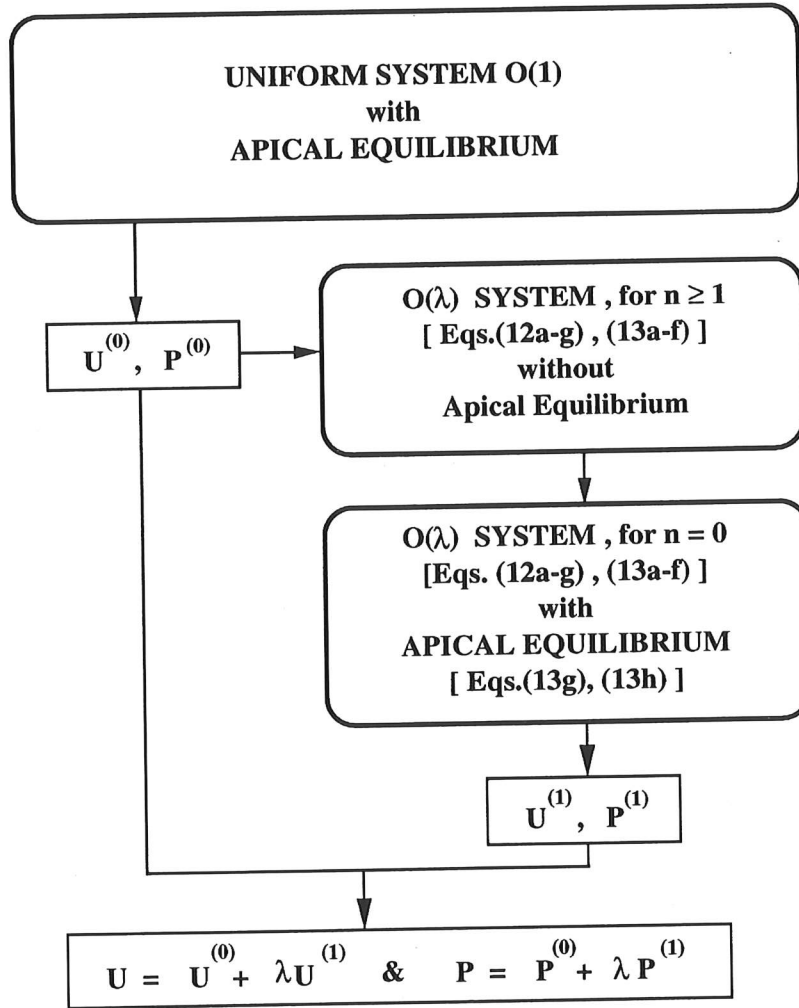 UNIFORM SYSTEM O(1)
with
APICAL EQUILIBRIUM
U(0) , P(0)
O(λ) SYSTEM , for n ≥ 1
[ Eqs.(12a-g) , (13a-f) ]
without
Apical Equilibrium
O(λ) SYSTEM , for n = 0
[Eqs. (12a-g) , (13a-f) ]
with
APICAL EQUILIBRIUM
[ Eqs.(13g), (13h) ]
U(1) , P(1)
U = U(0) + λU(1) & P = P(0) + λP(1)